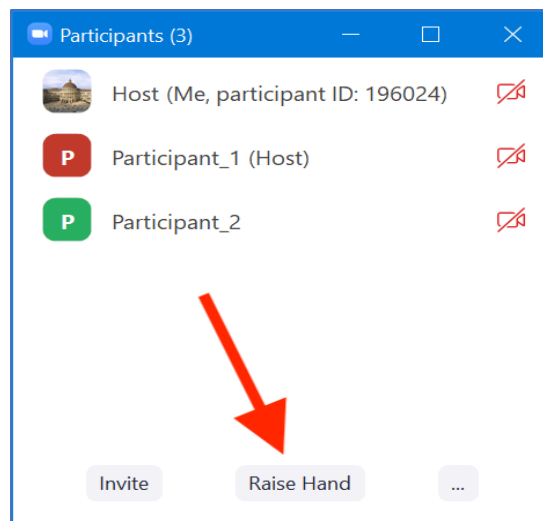 Participants (3)
Host (Me, participant ID: 196024)
P
Participant_1 (Host)
P
Participant_2
Invite
Raise Hand
...